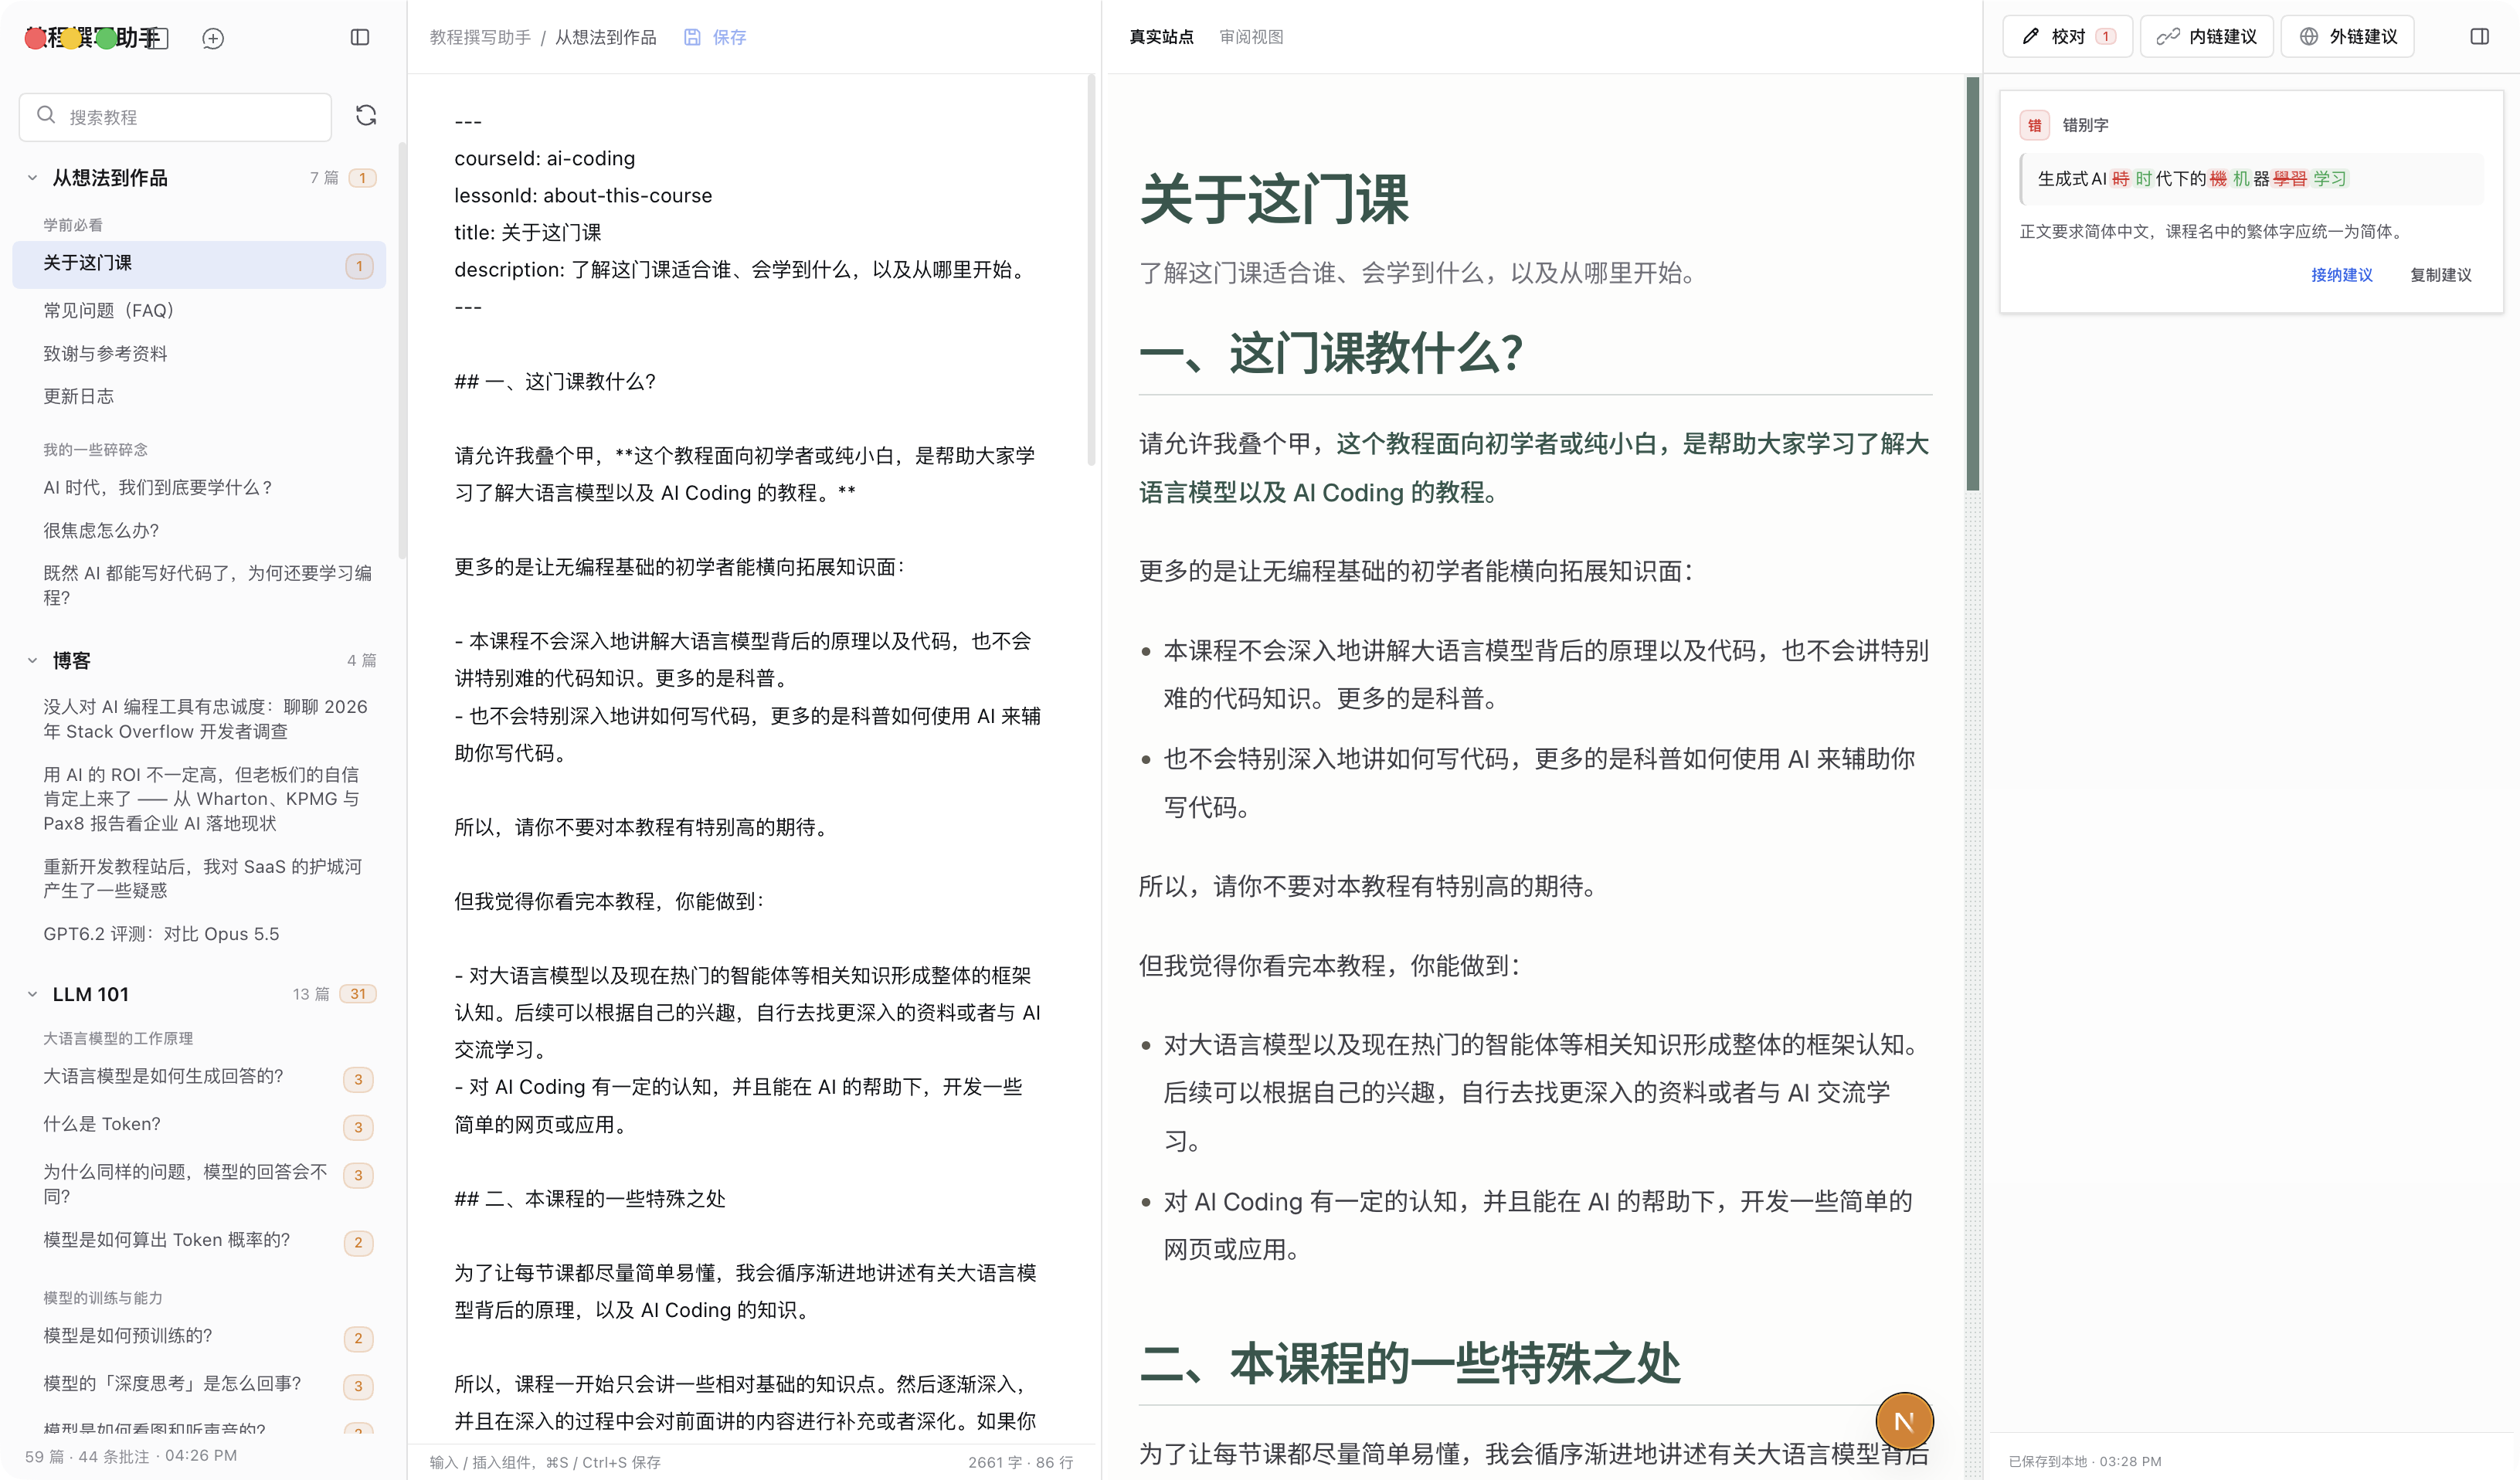 教程撰写助手
搜索教程
从想法到作品 7 篇 1
学前必看
关于这门课 1
常见问题（FAQ）
致谢与参考资料
更新日志
我的一些碎碎念
AI 时代，我们到底要学什么？
很焦虑怎么办?
既然 AI 都能写好代码了，为何还要学习编
程?
博客 4 篇
没人对 AI 编程工具有忠诚度：聊聊 2026
年 Stack Overflow 开发者调查
用 AI 的 ROI 不一定高，但老板们的自信
肯定上来了 —— 从 Wharton、KPMG 与
Pax8 报告看企业 AI 落地现状
重新开发教程站后，我对 SaaS 的护城河
产生了一些疑惑
GPT6.2 评测：对比 Opus 5.5
LLM 101 13 篇 31
大语言模型的工作原理
大语言模型是如何生成回答的? 3
什么是 Token? 3
为什么同样的问题，模型的回答会不
同? 3
模型是如何算出 Token 概率的? 2
模型的训练与能力
模型是如何预训练的? 2
模型的「深度思考」是怎么回事? 3
模型是如何看图和听声音的? 2
59 篇 · 44 条批注 · 04:26 PM
教程撰写助手 / 从想法到作品 保存
---
courseId: ai-coding
lessonId: about-this-course
title: 关于这门课
description: 了解这门课适合谁、会学到什么，以及从哪里开始。
---
## 一、这门课教什么?
请允许我叠个甲，**这个教程面向初学者或纯小白，是帮助大家学
习了解大语言模型以及 AI Coding 的教程。**
更多的是让无编程基础的初学者能横向拓展知识面：
- 本课程不会深入地讲解大语言模型背后的原理以及代码，也不会
讲特别难的代码知识。更多的是科普。
- 也不会特别深入地讲如何写代码，更多的是科普如何使用 AI 来辅
助你写代码。
所以，请你不要对本教程有特别高的期待。
但我觉得你看完本教程，你能做到：
- 对大语言模型以及现在热门的智能体等相关知识形成整体的框架
认知。后续可以根据自己的兴趣，自行去找更深入的资料或者与 AI
交流学习。
- 对 AI Coding 有一定的认知，并且能在 AI 的帮助下，开发一些
简单的网页或应用。
## 二、本课程的一些特殊之处
为了让每节课都尽量简单易懂，我会循序渐进地讲述有关大语言模
型背后的原理，以及 AI Coding 的知识。
所以，课程一开始只会讲一些相对基础的知识点。然后逐渐深入，
并且在深入的过程中会对前面讲的内容进行补充或者深化。如果你
输入 / 插入组件，⌘S / Ctrl+S 保存 2661 字 · 86 行
真实站点 审阅视图
关于这门课
了解这门课适合谁、会学到什么，以及从哪里开始。
一、这门课教什么?
请允许我叠个甲，这个教程面向初学者或纯小白，是帮助大家学习了解大
语言模型以及 AI Coding 的教程。
更多的是让无编程基础的初学者能横向拓展知识面：
• 本课程不会深入地讲解大语言模型背后的原理以及代码，也不会讲特别
难的代码知识。更多的是科普。
• 也不会特别深入地讲如何写代码，更多的是科普如何使用 AI 来辅助你
写代码。
所以，请你不要对本教程有特别高的期待。
但我觉得你看完本教程，你能做到：
• 对大语言模型以及现在热门的智能体等相关知识形成整体的框架认知。
后续可以根据自己的兴趣，自行去找更深入的资料或者与 AI 交流学
习。
• 对 AI Coding 有一定的认知，并且能在 AI 的帮助下，开发一些简单的
网页或应用。
二、本课程的一些特殊之处
为了让每节课都尽量简单易懂，我会循序渐进地讲述有关大语言模型背后
N
校对 1 内链建议 外链建议
错 错别字
生成式AI時时代下的機机器學習学习
正文要求简体中文，课程名中的繁体字应统一为简体。
接纳建议 复制建议
已保存到本地 · 03:28 PM